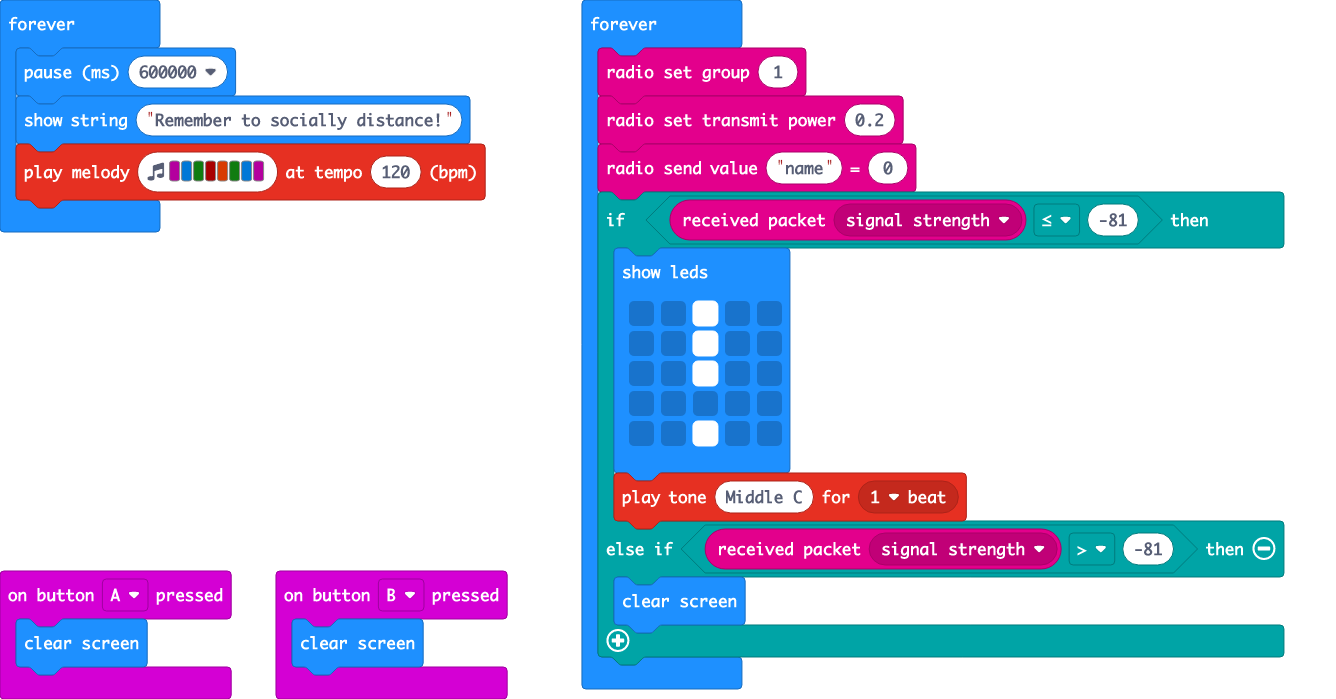 forever
pause (ms) 600000
show string "Remember to socially distance!"
play melody at tempo 120 (bpm)
on button A pressed
clear screen
on button B pressed
clear screen
forever
radio set group 1
radio set transmit power 0.2
radio send value "name" = 0
if received packet signal strength ≤ -81 then
show leds
play tone Middle C for 1 beat
else if received packet signal strength > -81 then
clear screen